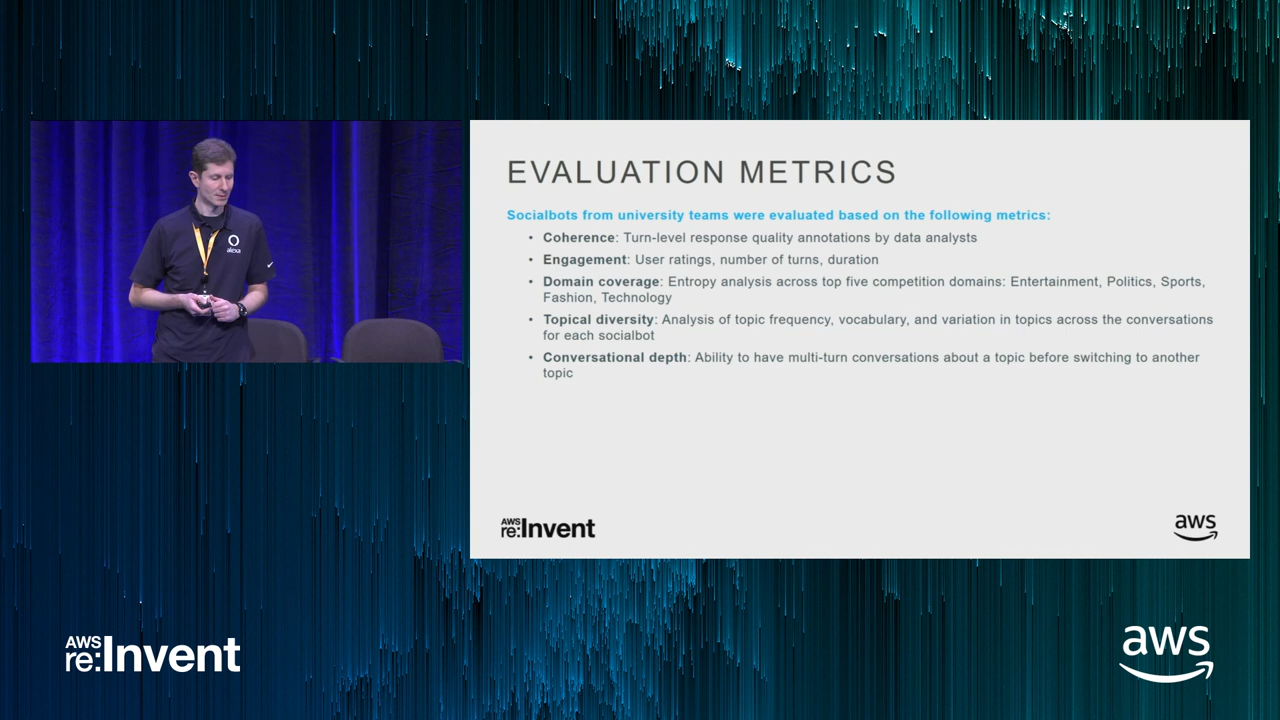 alexa
EVALUATION METRICS
Socialbots from university teams were evaluated based on the following metrics:
• Coherence: Turn-level response quality annotations by data analysts
• Engagement: User ratings, number of turns, duration
• Domain coverage: Entropy analysis across top five competition domains: Entertainment, Politics, Sports,
Fashion, Technology
• Topical diversity: Analysis of topic frequency, vocabulary, and variation in topics across the conversations
for each socialbot
• Conversational depth: Ability to have multi-turn conversations about a topic before switching to another
topic
AWS
re:Invent
aws
AWS
re:Invent
aws